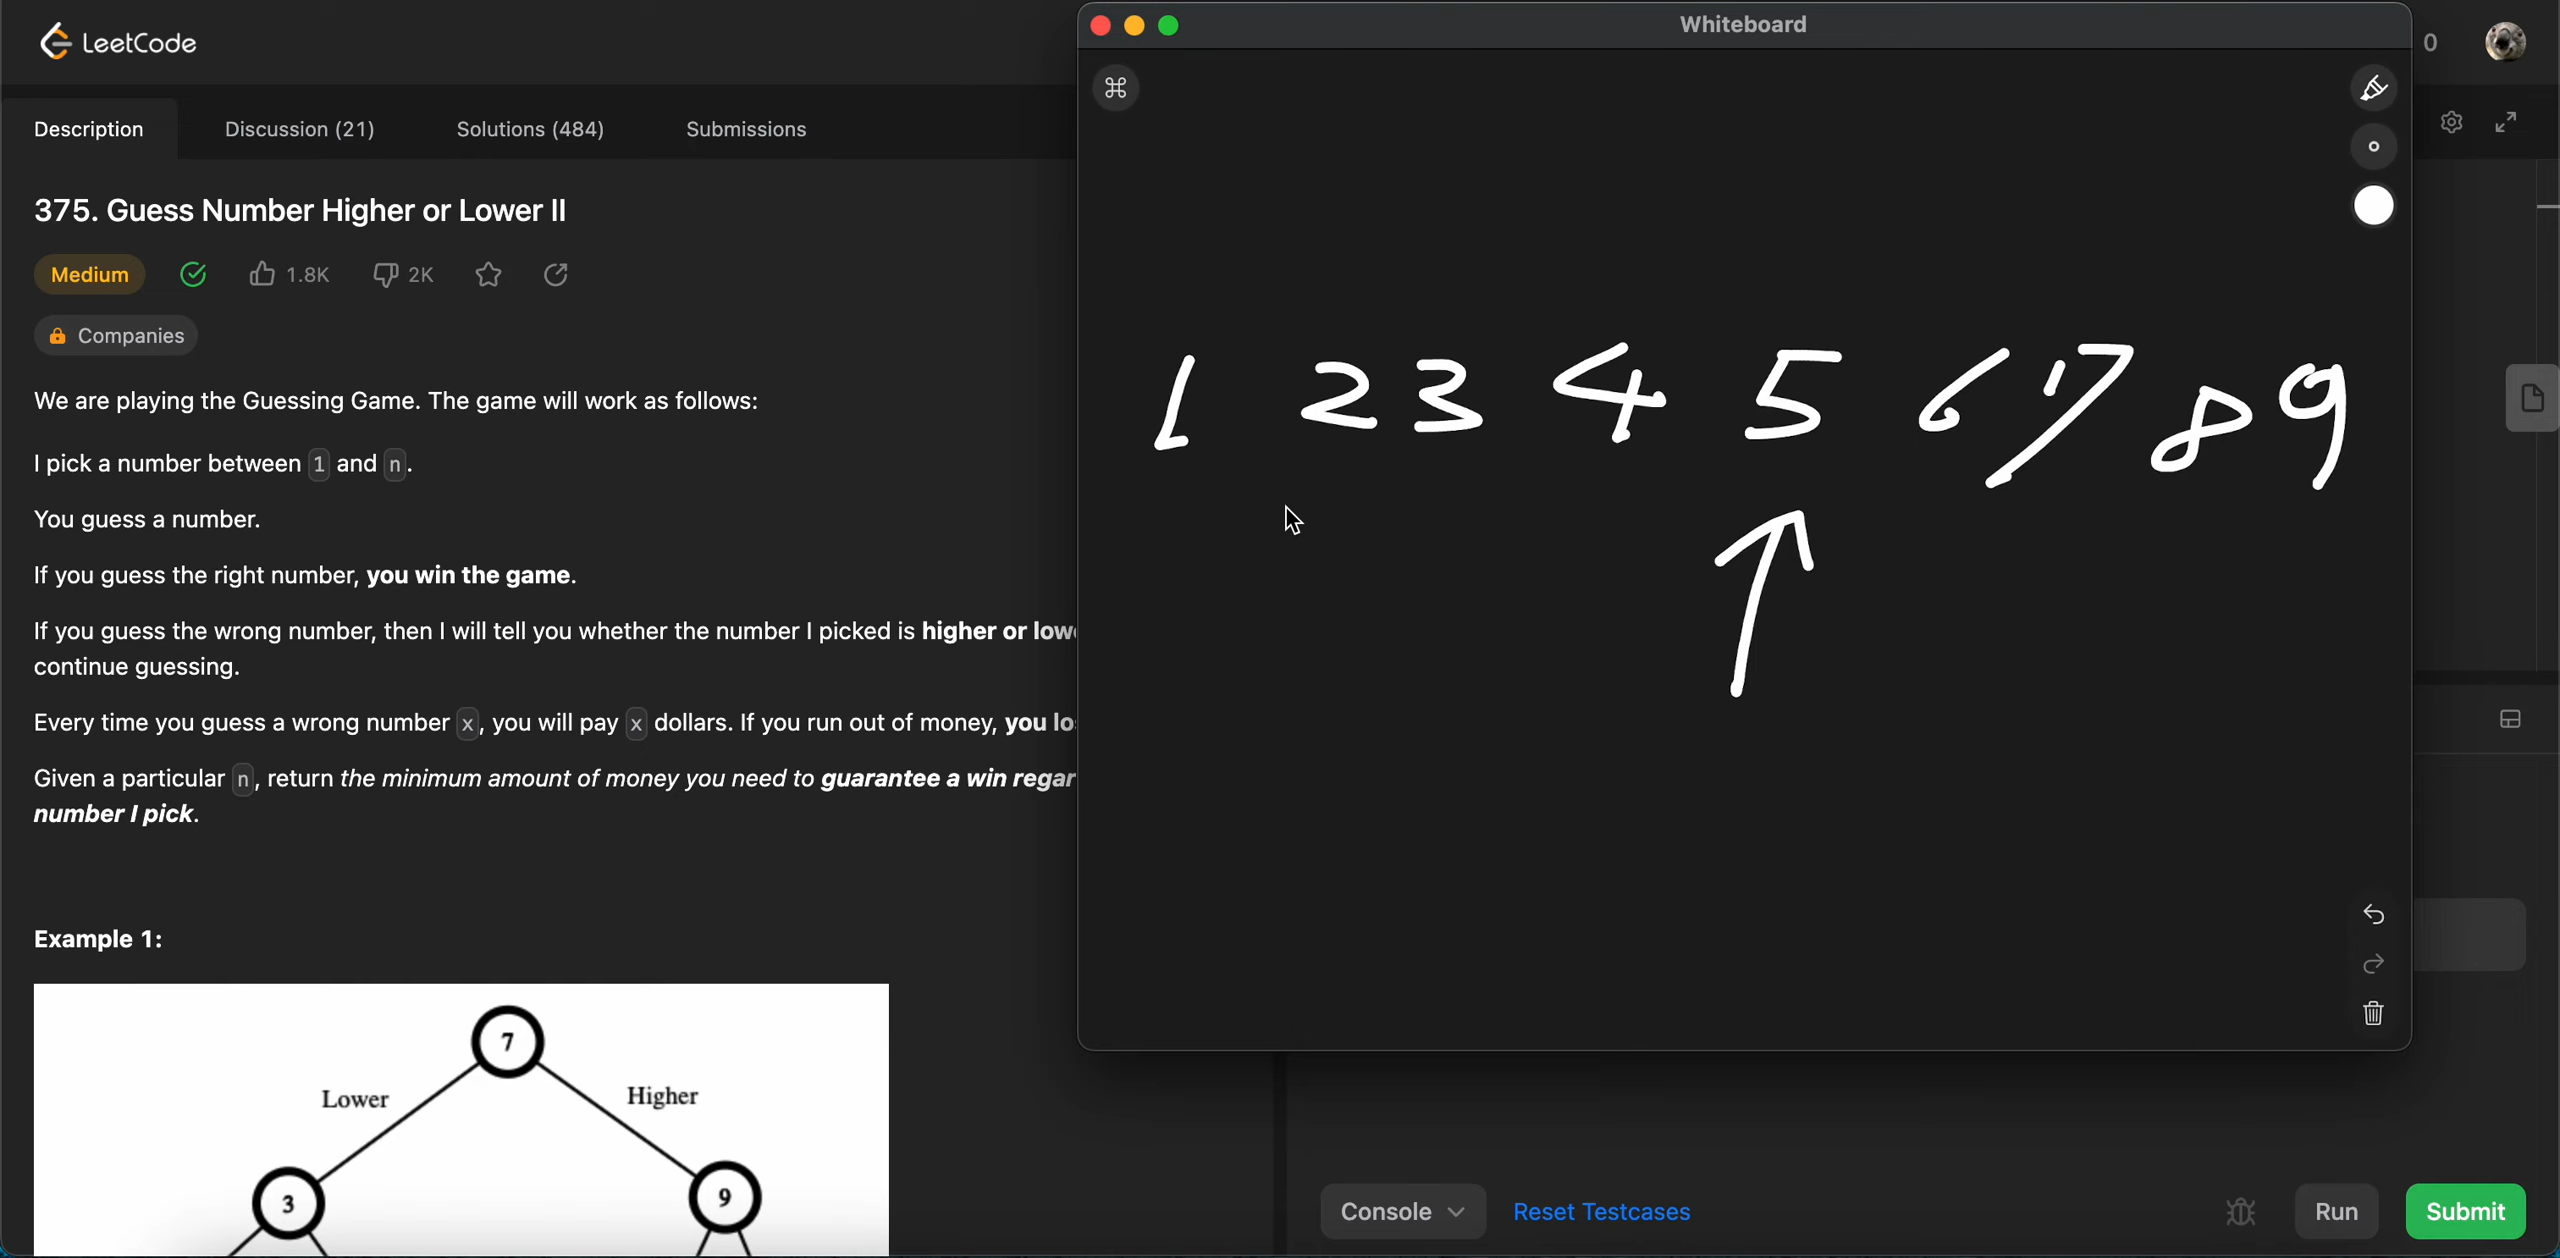 LeetCode
Description
Discussion (21)
Solutions (484)
Submissions
375. Guess Number Higher or Lower II
Medium
1.8K
2K
Companies
We are playing the Guessing Game. The game will work as follows:
I pick a number between 1 and n.
You guess a number.
If you guess the right number, you win the game.
If you guess the wrong number, then I will tell you whether the number I picked is higher or low
continue guessing.
Every time you guess a wrong number x, you will pay x dollars. If you run out of money, you lo
Given a particular n, return the minimum amount of money you need to guarantee a win regar
number I pick.
Example 1:
7
Lower
Higher
3
9
Whiteboard
0
1 2 3 4 5 6 7 8 9
Console
Reset Testcases
Run
Submit